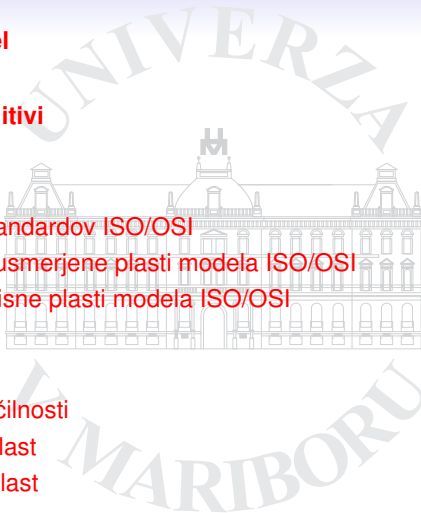 UNIVERZA
el
itivi
andardov ISO/OSI
usmerjene plasti modela ISO/OSI
isne plasti modela ISO/OSI
čilnosti
last
last
V MARIBORU